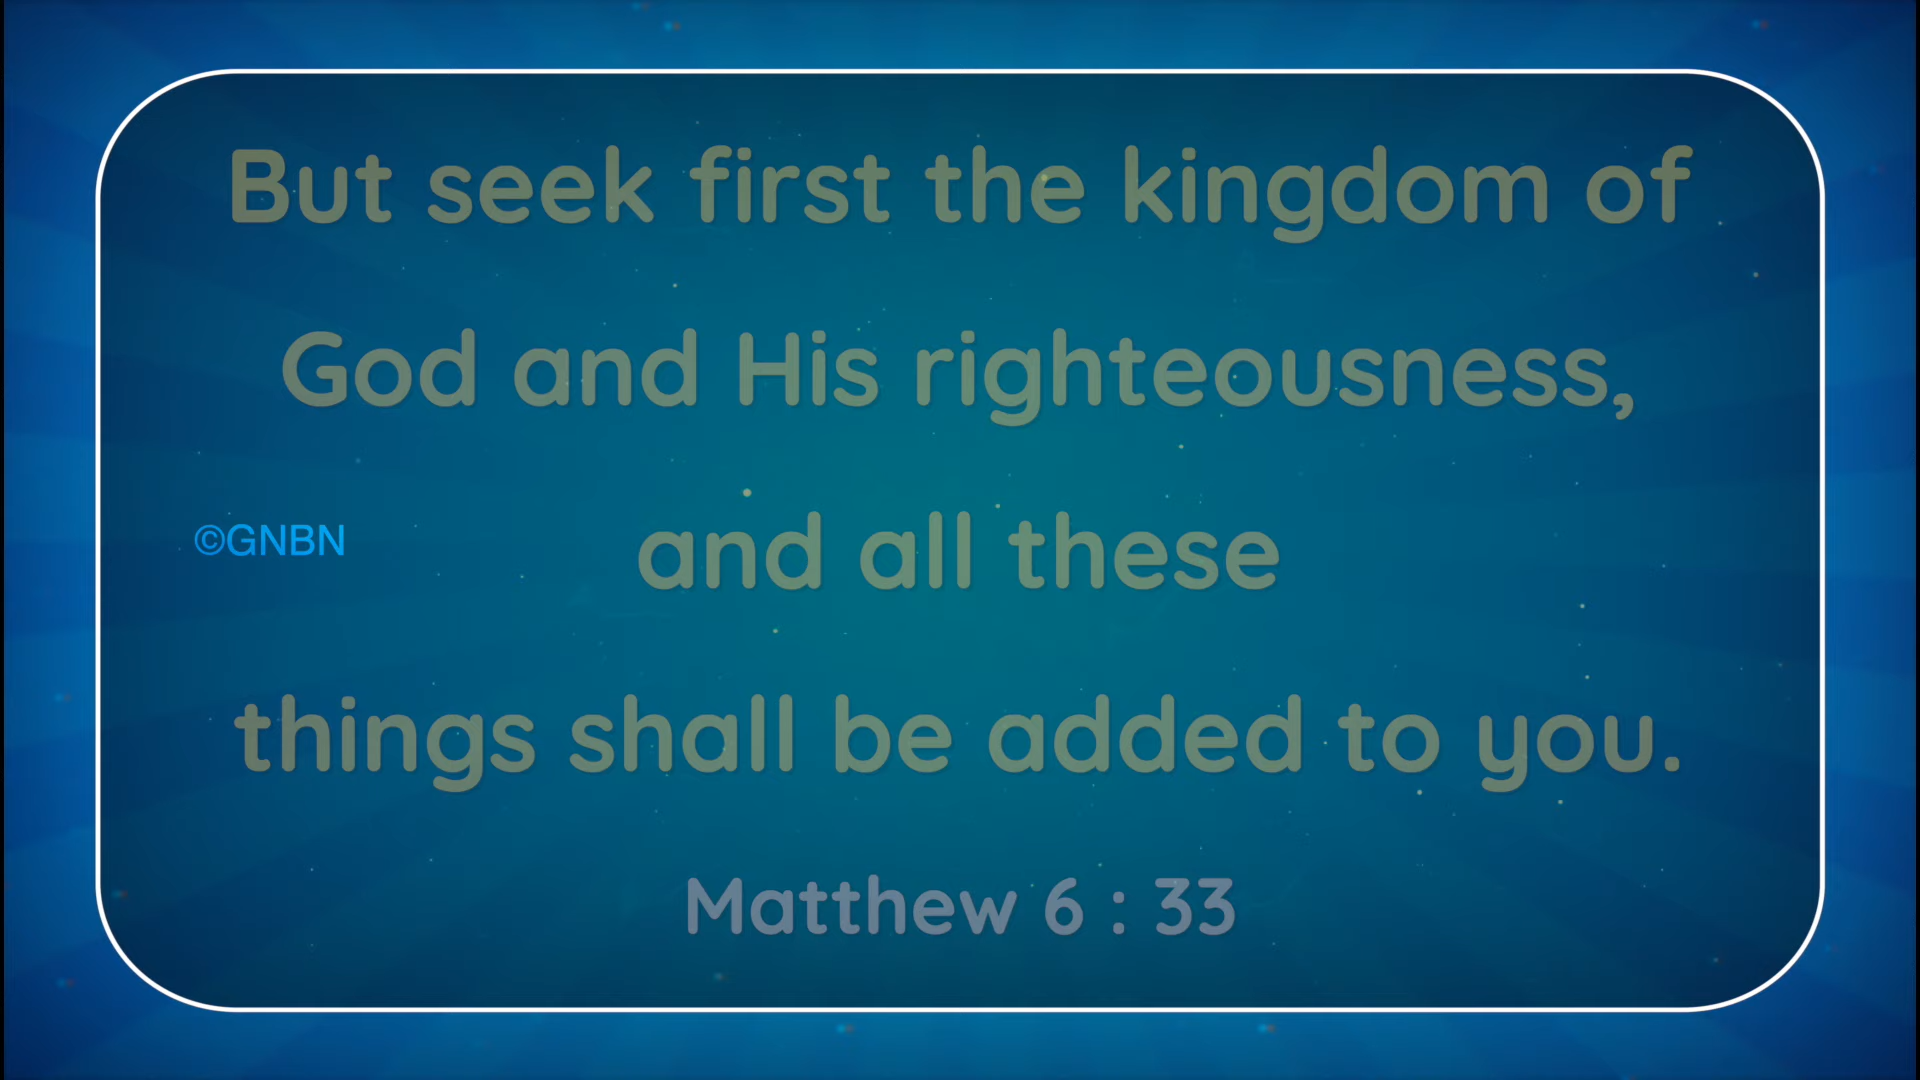 But seek first the kingdom of
God and His righteousness,
©GNBN
and all these
things shall be added to you.
Matthew 6 : 33